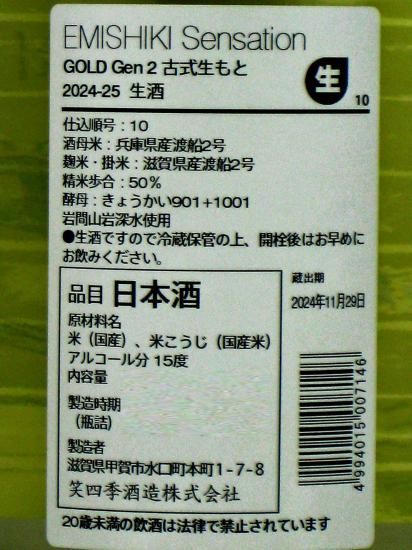 EMISHIKI Sensation
GOLD Gen 2 古式生もと
2024-25 生酒
生
10
仕込順号：10
酒母米：兵庫県産渡船2号
麹米・掛米：滋賀県産渡船2号
精米歩合：50％
酵母：きょうかい901+1001
岩間山岩深水使用
●生酒ですので冷蔵保管の上、開栓後はお早めに
お飲みください。
品目 日本酒
原材料名
米（国産）、米こうじ（国産米）
アルコール分 15度
内容量
製造時期
（瓶詰）
製造者
滋賀県甲賀市水口町本町1-7-8
笑四季酒造株式会社
蔵出期
2024年11月29日
4 994015 007146
20歳未満の飲酒は法律で禁止されています